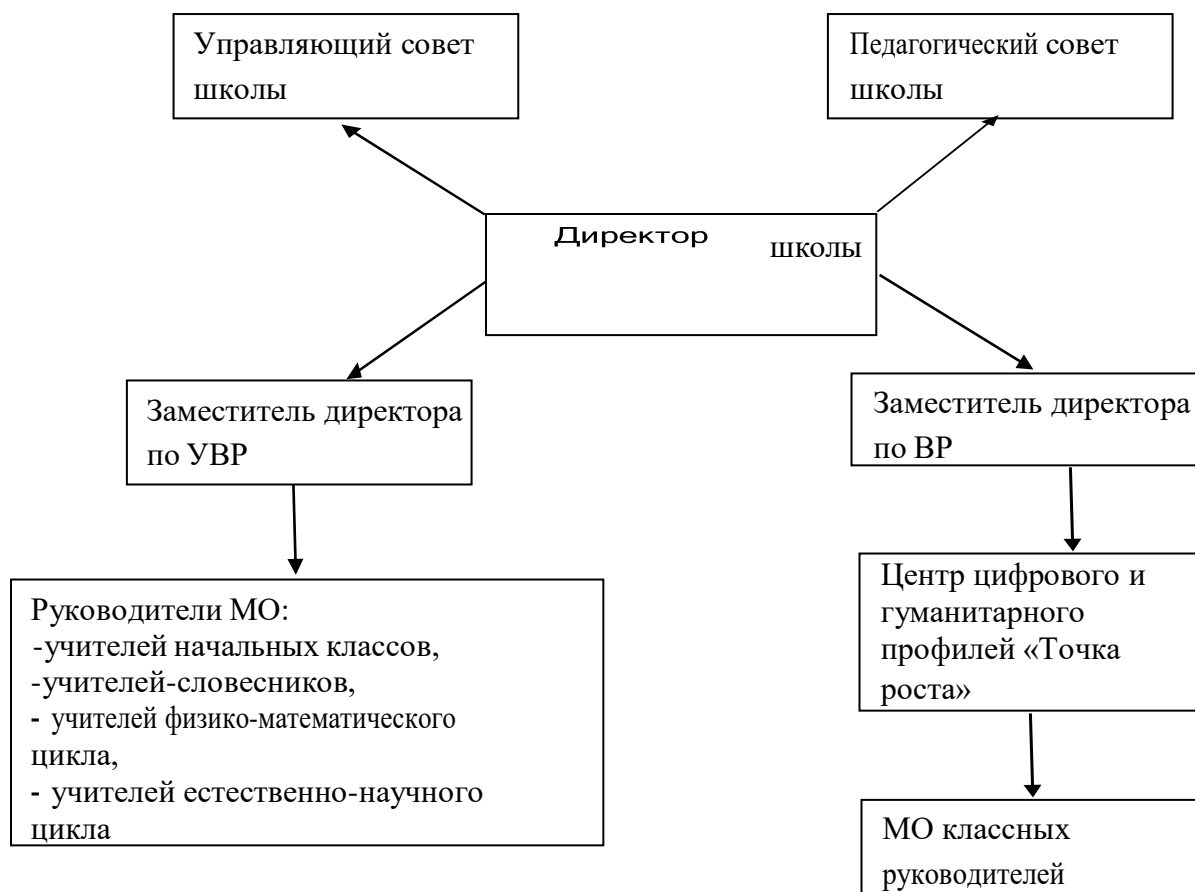 Управляющий совет
школы
Педагогический совет
школы
Директор школы
Заместитель директора
по УВР
Заместитель директора
по ВР
Руководители МО:
-учителей начальных классов,
-учителей-словесников,
- учителей физико-математического
цикла,
- учителей естественно-научного
цикла
Центр цифрового и
гуманитарного
профилей «Точка
роста»
МО классных
руководителей